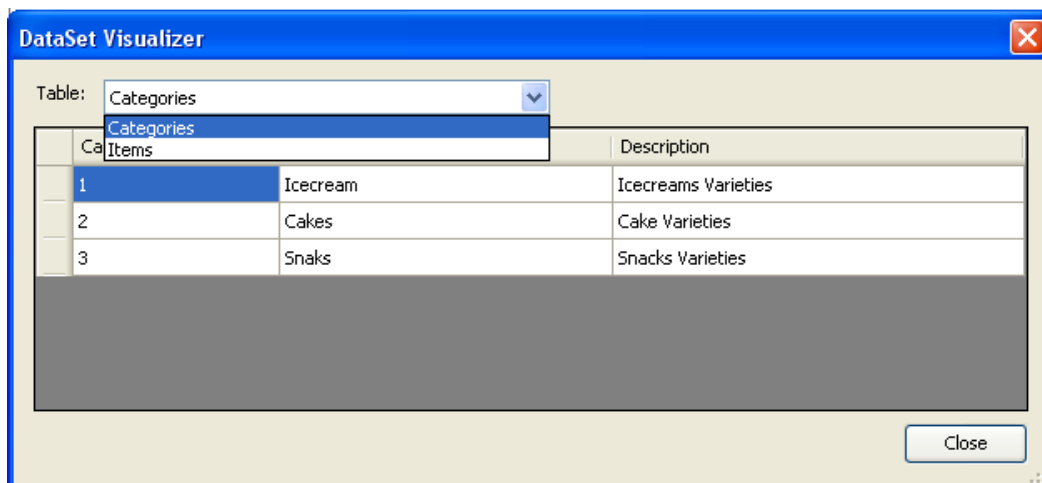 DataSet Visualizer
Table: Categories
Categories
Items
Ca Description
1 Icecream Icecreams Varieties
2 Cakes Cake Varieties
3 Snaks Snacks Varieties
Close